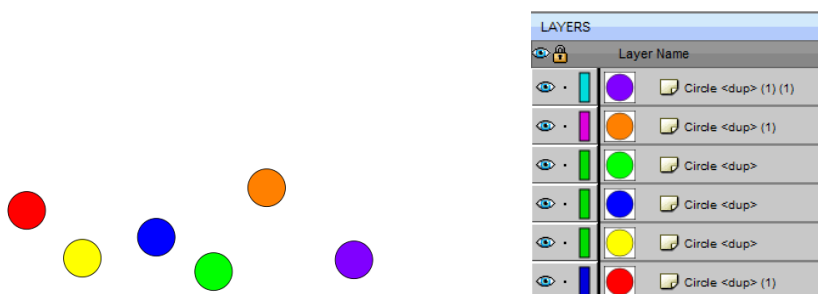 LAYERS
Layer Name
Circle <dup> (1) (1)
Circle <dup> (1)
Circle <dup>
Circle <dup>
Circle <dup>
Circle <dup> (1)